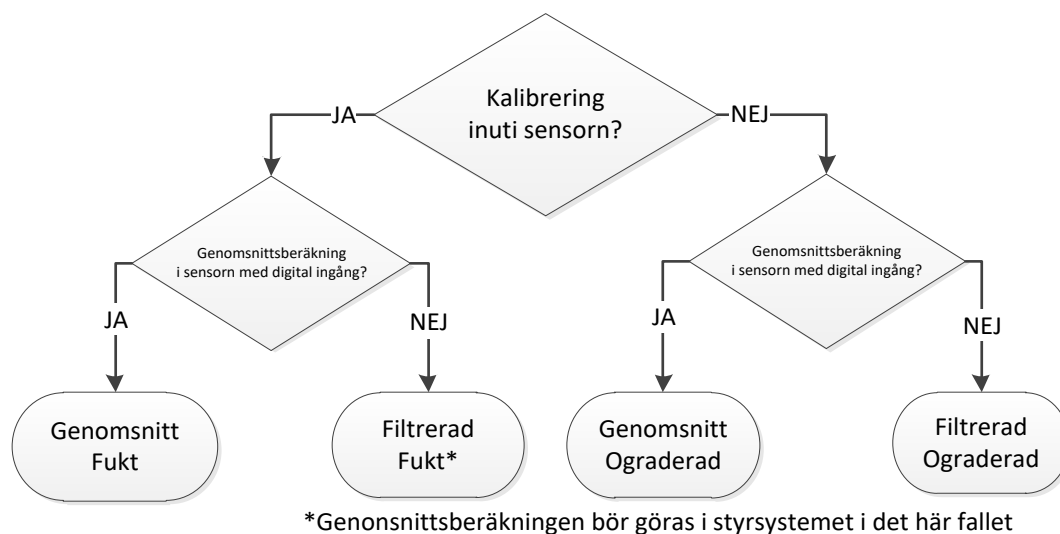 Kalibrering
inuti sensorn?
JA
NEJ
Genomsnittsberäkning
i sensorn med digital ingång?
Genomsnittsberäkning
i sensorn med digital ingång?
JA
NEJ
JA
NEJ
Genomsnitt
Fukt
Filtrerad
Fukt*
Genomsnitt
Ograderad
Filtrerad
Ograderad
*Genonsnittsberäkningen bör göras i styrsystemet i det här fallet